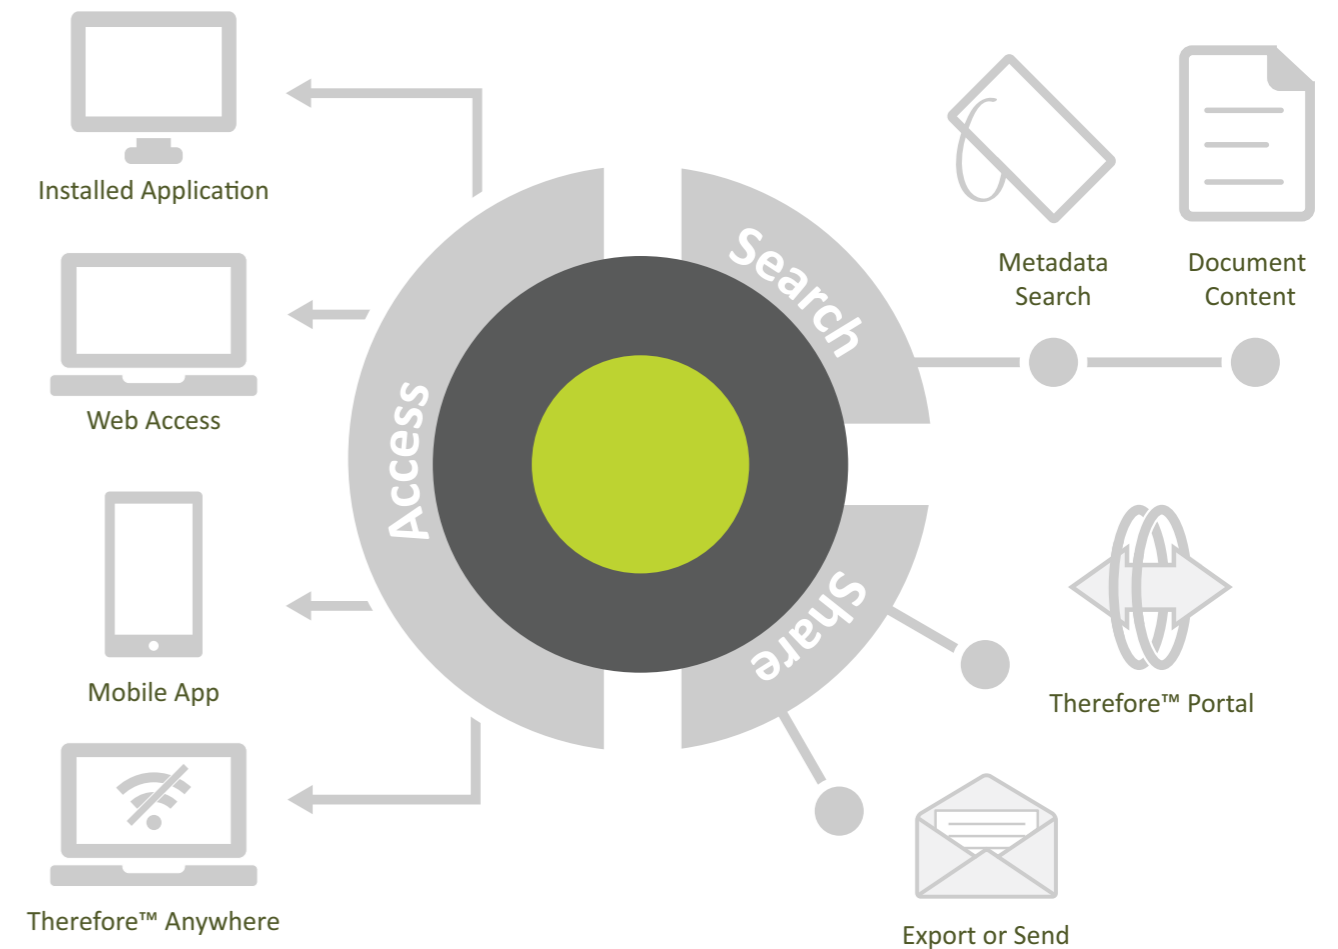 Installed Application
Web Access
Mobile App
Therefore™ Anywhere
Access
Search
Share
Metadata
Search
Document
Content
Therefore™ Portal
Export or Send